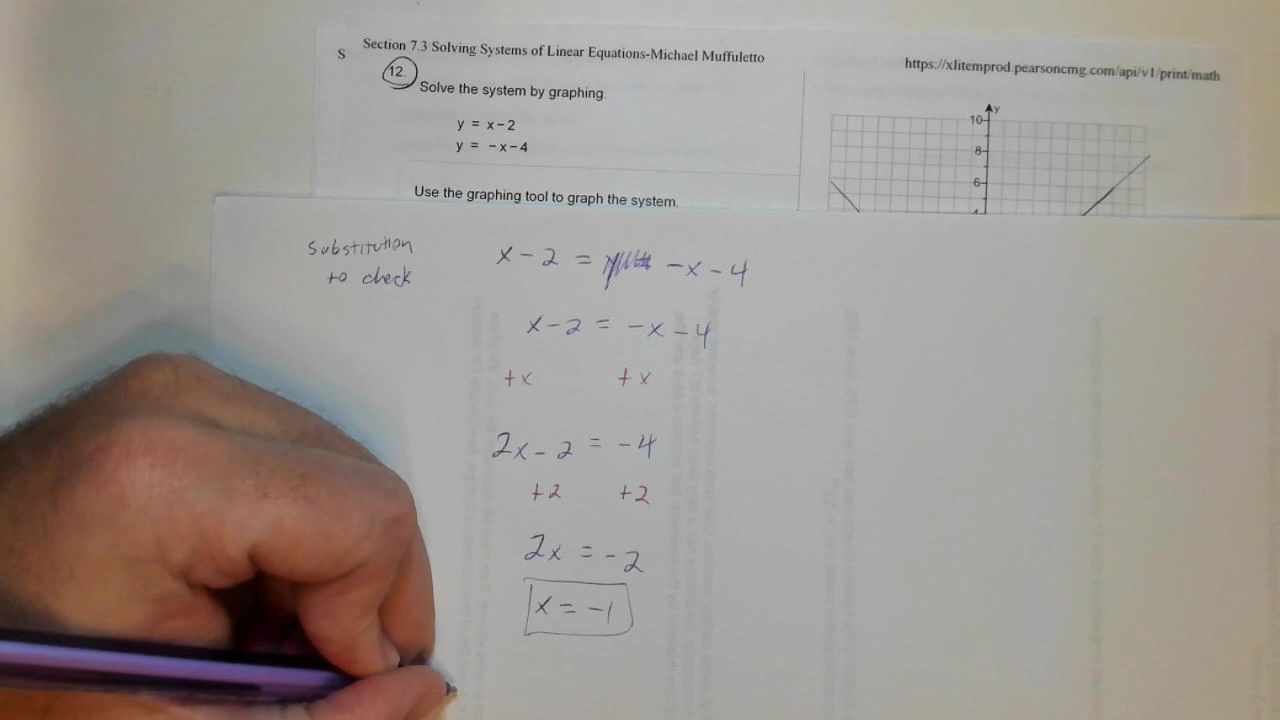 S
Section 7.3 Solving Systems of Linear Equations-Michael Muffuletto
https://xlitemprod.pearsoncmg.com/api/v1/print/math
12.
Solve the system by graphing.
y = x-2
y = -x-4
Use the graphing tool to graph the system.
y
10
8
6
4
Substitution
to check
x-2 = -x-4
x-2 = -x-4
+x +x
2x-2 = -4
+2 +2
2x = -2
x = -1